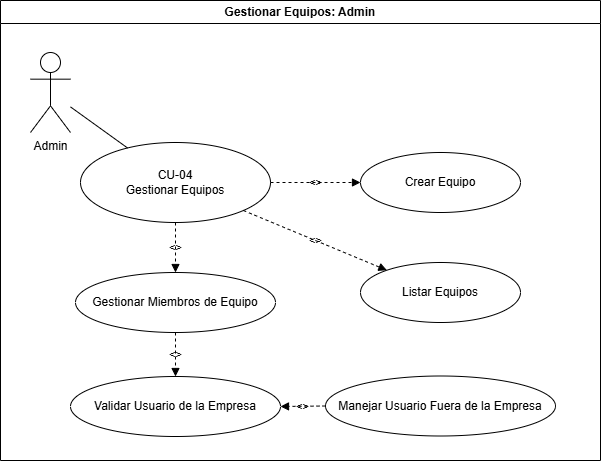 Gestionar Equipos: Admin
Admin
CU-04
Gestionar Equipos
Crear Equipo
Gestionar Miembros de Equipo
Listar Equipos
Validar Usuario de la Empresa
Manejar Usuario Fuera de la Empresa